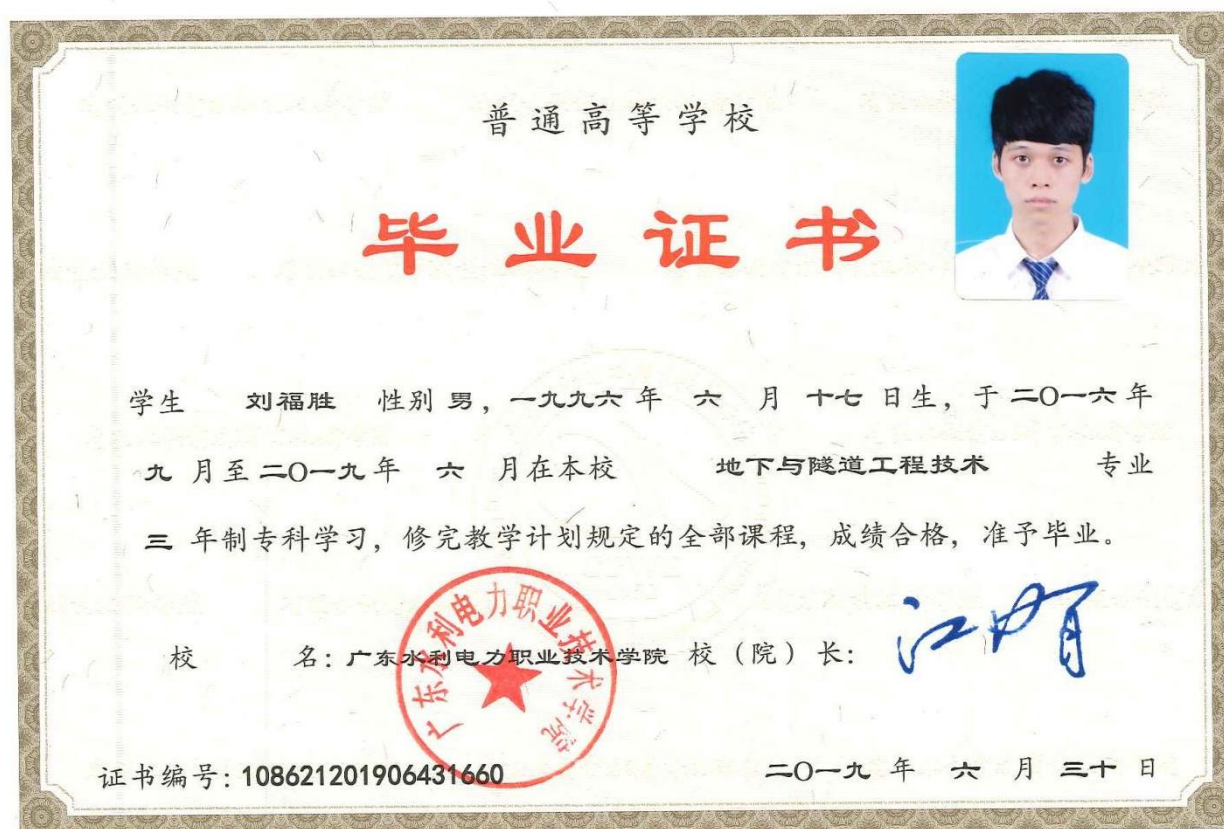 普通高等学校
毕业证书
学生 刘福胜 性别 男，一九九六 年 六 月 十七 日生，于 二〇一六 年
九 月至 二〇一九 年 六 月在本校 地下与隧道工程技术 专业
三 年制专科学习，修完教学计划规定的全部课程，成绩合格，准予毕业。
校 名：广东水利电力职业技术学院 校（院）长：
广东水利电力职业技术学院
证书编号：108621201906431660 二〇一九 年 六 月 三十 日